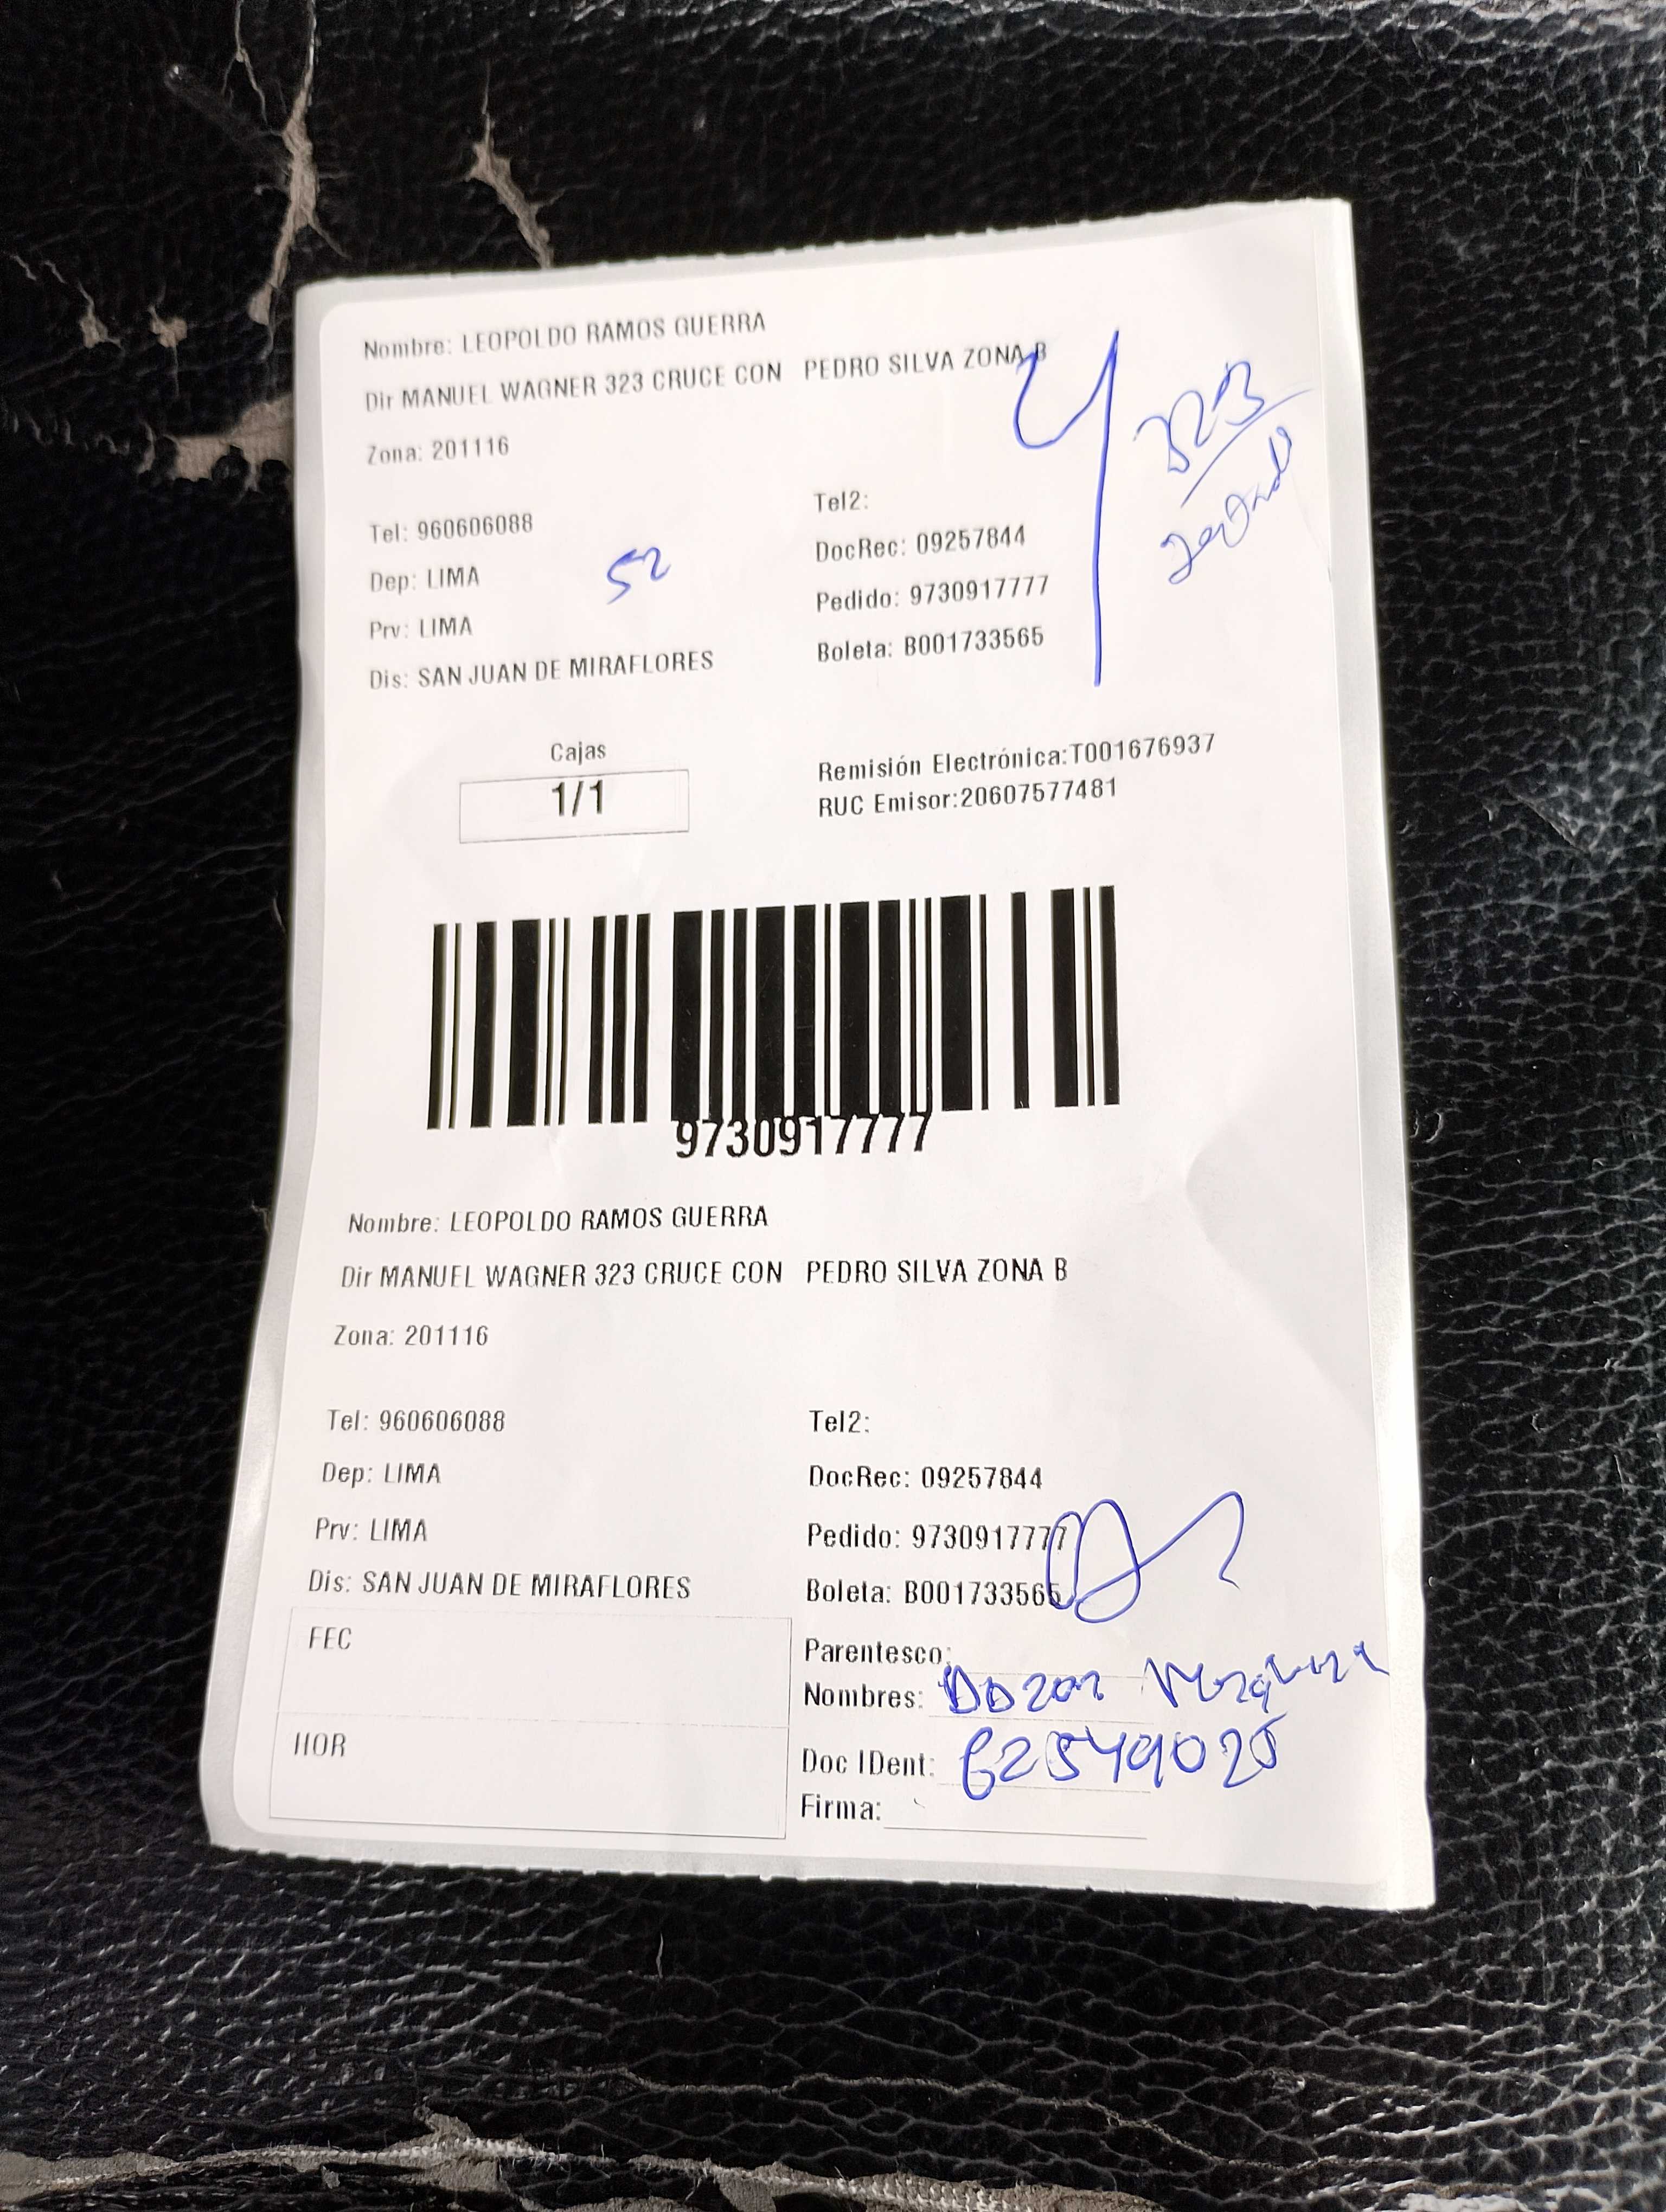 Nombre: LEOPOLDO RAMOS GUERRA
Dir MANUEL WAGNER 323 CRUCE CON PEDRO SILVA ZONA B
Zona: 201116
323
Tel: 960606088
Tel2:
DocRec: 09257844
Dep: LIMA
52
Pedido: 9730917777
Prv: LIMA
Boleta: B001733565
Dis: SAN JUAN DE MIRAFLORES
Cajas
1/1
Remisión Electrónica:T001676937
RUC Emisor:20607577481
9730917777
Nombre: LEOPOLDO RAMOS GUERRA
Dir MANUEL WAGNER 323 CRUCE CON PEDRO SILVA ZONA B
Zona: 201116
Tel: 960606088
Tel2:
Dep: LIMA
DocRec: 09257844
Prv: LIMA
Pedido: 9730917777
Dis: SAN JUAN DE MIRAFLORES
Boleta: B001733565
FEC
Parentesco:
Nombres:
HOR
Doc IDent: 62549025
Firma: